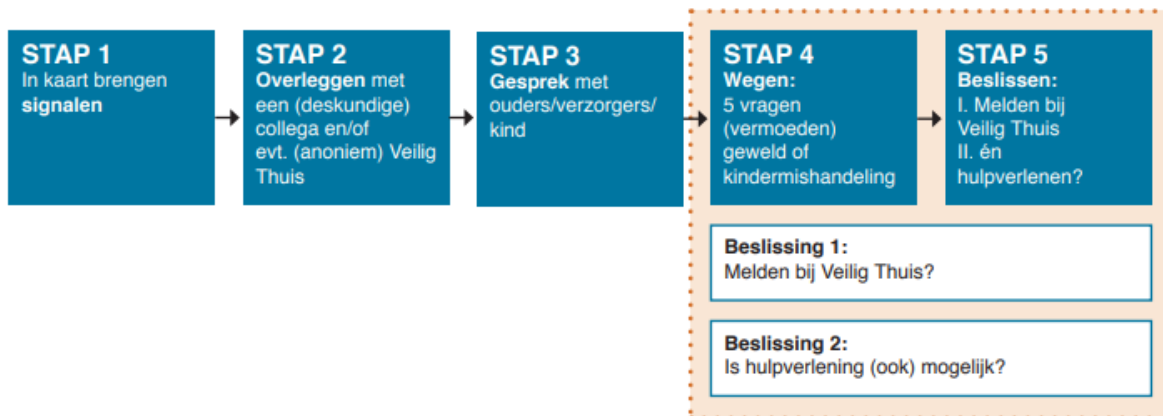 STAP 1
In kaart brengen
signalen
STAP 2
Overleggen met
een (deskundige)
collega en/of
evt. (anoniem) Veilig
Thuis
STAP 3
Gesprek met
ouders/verzorgers/
kind
STAP 4
Wegen:
5 vragen
(vermoeden)
geweld of
kindermishandeling
STAP 5
Beslissen:
I. Melden bij
Veilig Thuis
II. én
hulpverlenen?
Beslissing 1:
Melden bij Veilig Thuis?
Beslissing 2:
Is hulpverlening (ook) mogelijk?